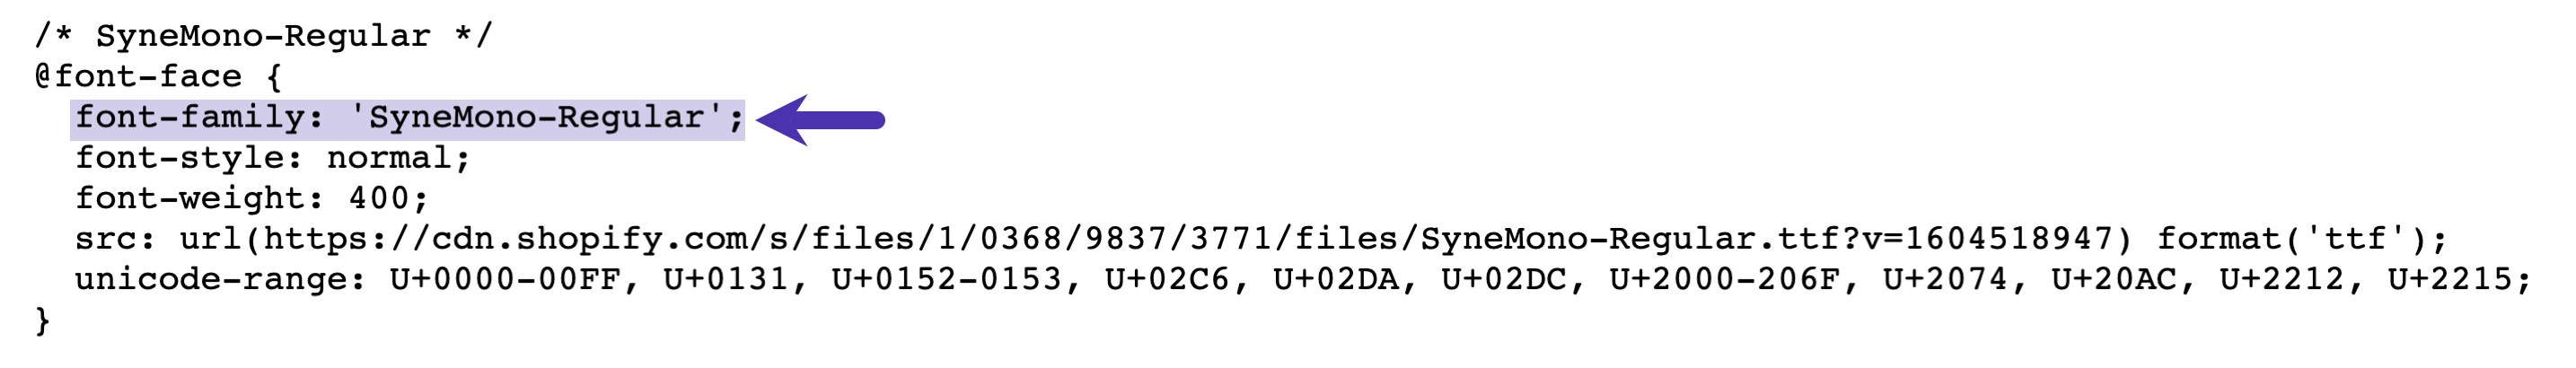 /* SyneMono-Regular */
@font-face {
font-family: 'SyneMono-Regular';
font-style: normal;
font-weight: 400;
src: url(https://cdn.shopify.com/s/files/1/0368/9837/3771/files/SyneMono-Regular.ttf?v=1604518947) format('ttf');
unicode-range: U+0000-00FF, U+0131, U+0152-0153, U+02C6, U+02DA, U+02DC, U+2000-206F, U+2074, U+20AC, U+2212, U+2215;
}